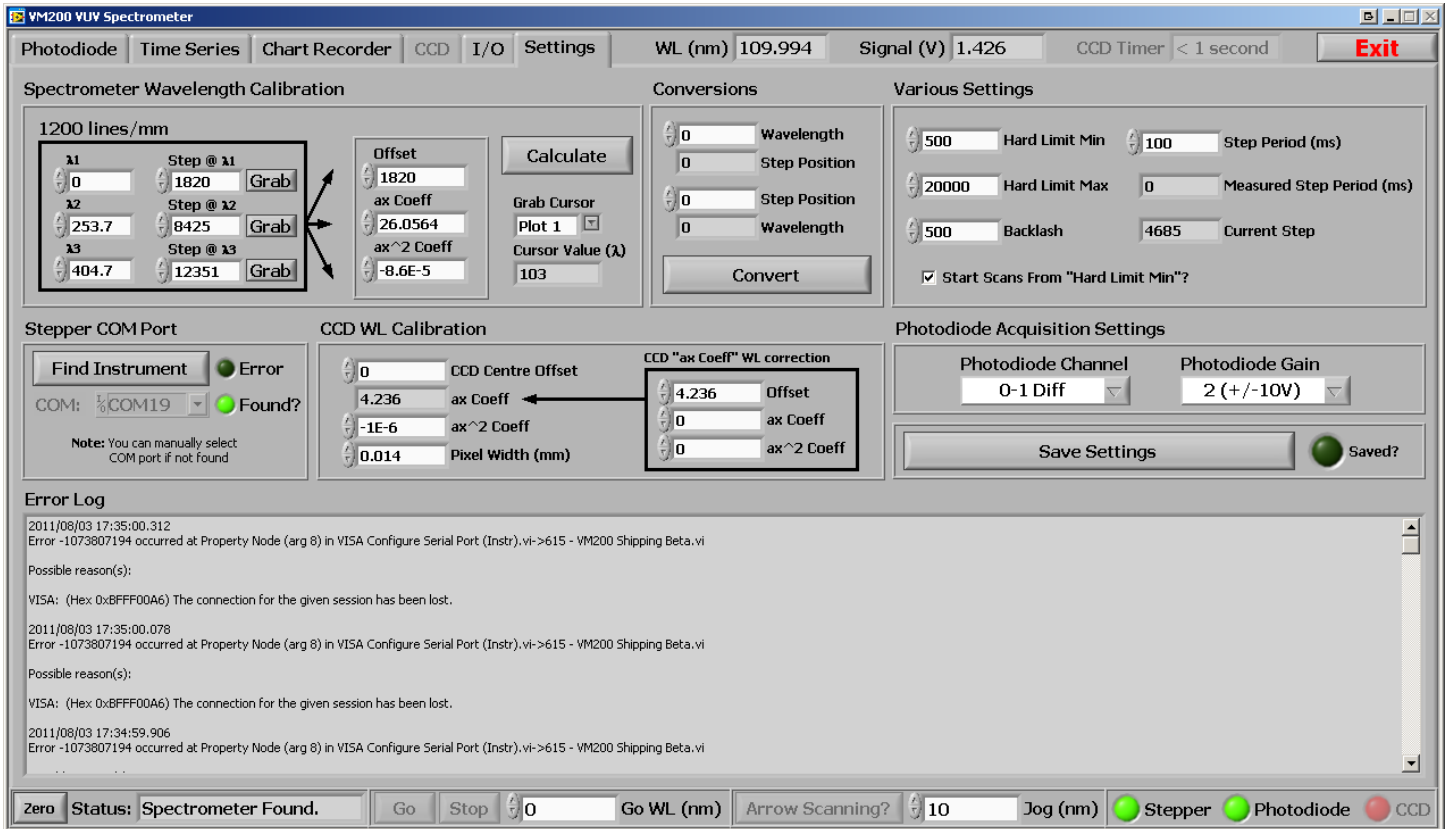 VM200 VUV Spectrometer
Photodiode Time Series Chart Recorder CCD I/O Settings WL (nm) 109.994 Signal (V) 1.426 CCD Timer < 1 second Exit
Spectrometer Wavelength Calibration
1200 lines/mm
λ1 Step @ λ1
0 1820 Grab
λ2 Step @ λ2
253.7 8425 Grab
λ3 Step @ λ3
404.7 12351 Grab
Offset
1820
ax Coeff
26.0564
ax^2 Coeff
-8.6E-5
Calculate
Grab Cursor
Plot 1
Cursor Value (λ)
103
Conversions
0 Wavelength
0 Step Position
0 Step Position
0 Wavelength
Convert
Various Settings
500 Hard Limit Min 100 Step Period (ms)
20000 Hard Limit Max 0 Measured Step Period (ms)
500 Backlash 4685 Current Step
Start Scans From "Hard Limit Min"?
Stepper COM Port
Find Instrument Error
COM: COM19 Found?
Note: You can manually select
COM port if not found
CCD WL Calibration
0 CCD Centre Offset
4.236 ax Coeff
-1E-6 ax^2 Coeff
0.014 Pixel Width (mm)
CCD "ax Coeff" WL correction
4.236 Offset
0 ax Coeff
0 ax^2 Coeff
Photodiode Acquisition Settings
Photodiode Channel Photodiode Gain
0-1 Diff 2 (+/-10V)
Save Settings Saved?
Error Log
2011/08/03 17:35:00.312
Error -1073807194 occurred at Property Node (arg 8) in VISA Configure Serial Port (Instr).vi->615 - VM200 Shipping Beta.vi
Possible reason(s):
VISA: (Hex 0xBFFF00A6) The connection for the given session has been lost.
2011/08/03 17:35:00.078
Error -1073807194 occurred at Property Node (arg 8) in VISA Configure Serial Port (Instr).vi->615 - VM200 Shipping Beta.vi
Possible reason(s):
VISA: (Hex 0xBFFF00A6) The connection for the given session has been lost.
2011/08/03 17:34:59.906
Error -1073807194 occurred at Property Node (arg 8) in VISA Configure Serial Port (Instr).vi->615 - VM200 Shipping Beta.vi
Zero Status: Spectrometer Found. Go Stop 0 Go WL (nm) Arrow Scanning? 10 Jog (nm) Stepper Photodiode CCD